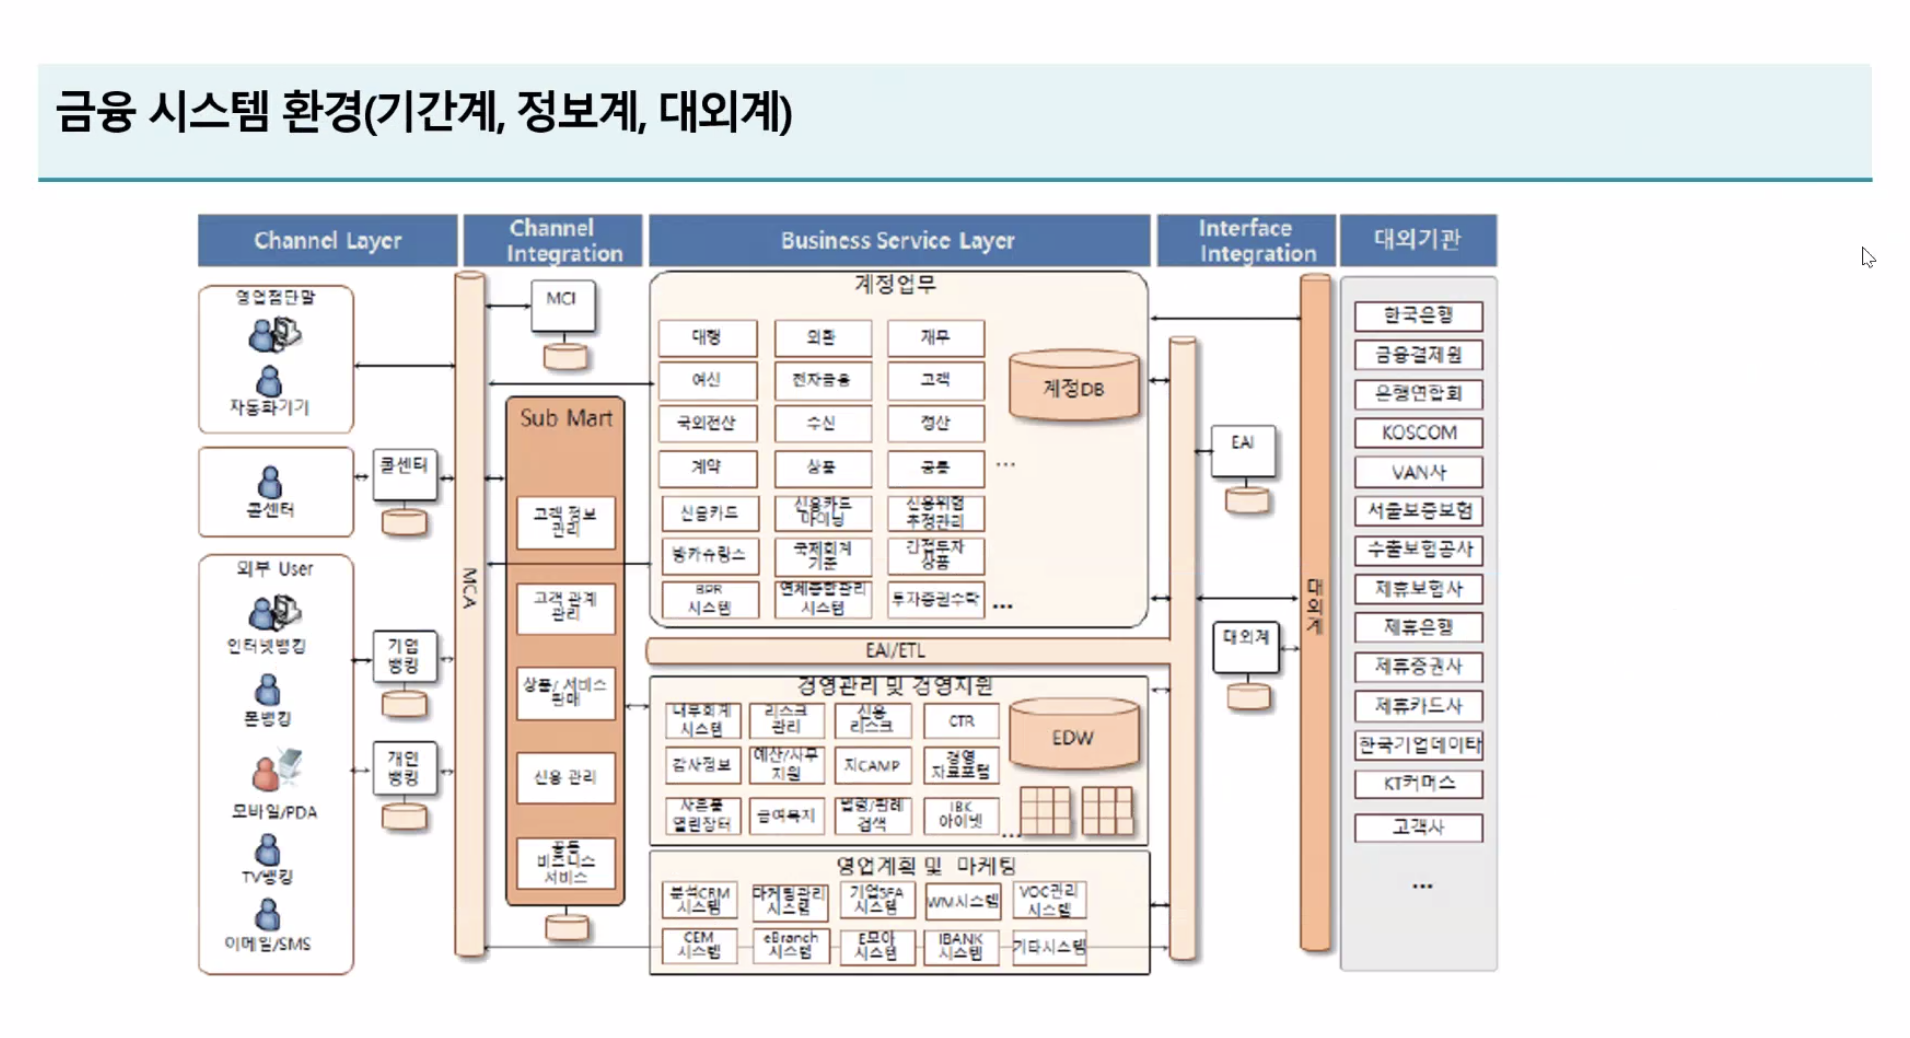 금융 시스템 환경(기간계, 정보계, 대외계)
Channel Layer
Channel
Integration
Business Service Layer
Interface
Integration
대외기관
영업점단말
자동화기기
콜센터
콜센터
외부 User
인터넷뱅킹
폰뱅킹
모바일/PDA
TV뱅킹
이메일/SMS
기업
뱅킹
개인
뱅킹
MCA
MCI
Sub Mart
고객 정보
관리
고객 관계
관리
상품/ 서비스
판매
신용 관리
공통
비즈니스
서비스
계정업무
대행
외환
재무
여신
전자금융
고객
국외전산
수신
정산
계약
상품
공통
...
신용카드
신용카드
마이닝
신용위험
측정관리
방카슈랑스
국제회계
기준
간접투자
상품
BPR
시스템
연체종합관리
시스템
투자증권수탁
...
계정DB
EAI/ETL
경영관리 및 경영지원
내부회계
시스템
리스크
관리
신용
리스크
CTR
감사정보
예산/사무
지원
지CAMP
경영
자료포털
사은품
열린장터
급여복지
법령/판례
검색
IBK
아이넷
...
EDW
영업계획 및 마케팅
분석CRM
시스템
마케팅관리
시스템
기업SFA
시스템
WM시스템
VOC관리
시스템
CEM
시스템
eBranch
시스템
E모아
시스템
IBANK
시스템
기타시스템
EAI
대외계
대외계
한국은행
금융결제원
은행연합회
KOSCOM
VAN사
서울보증보험
수출보험공사
제휴보험사
제휴은행
제휴증권사
제휴카드사
한국기업데이타
KT커머스
고객사
...